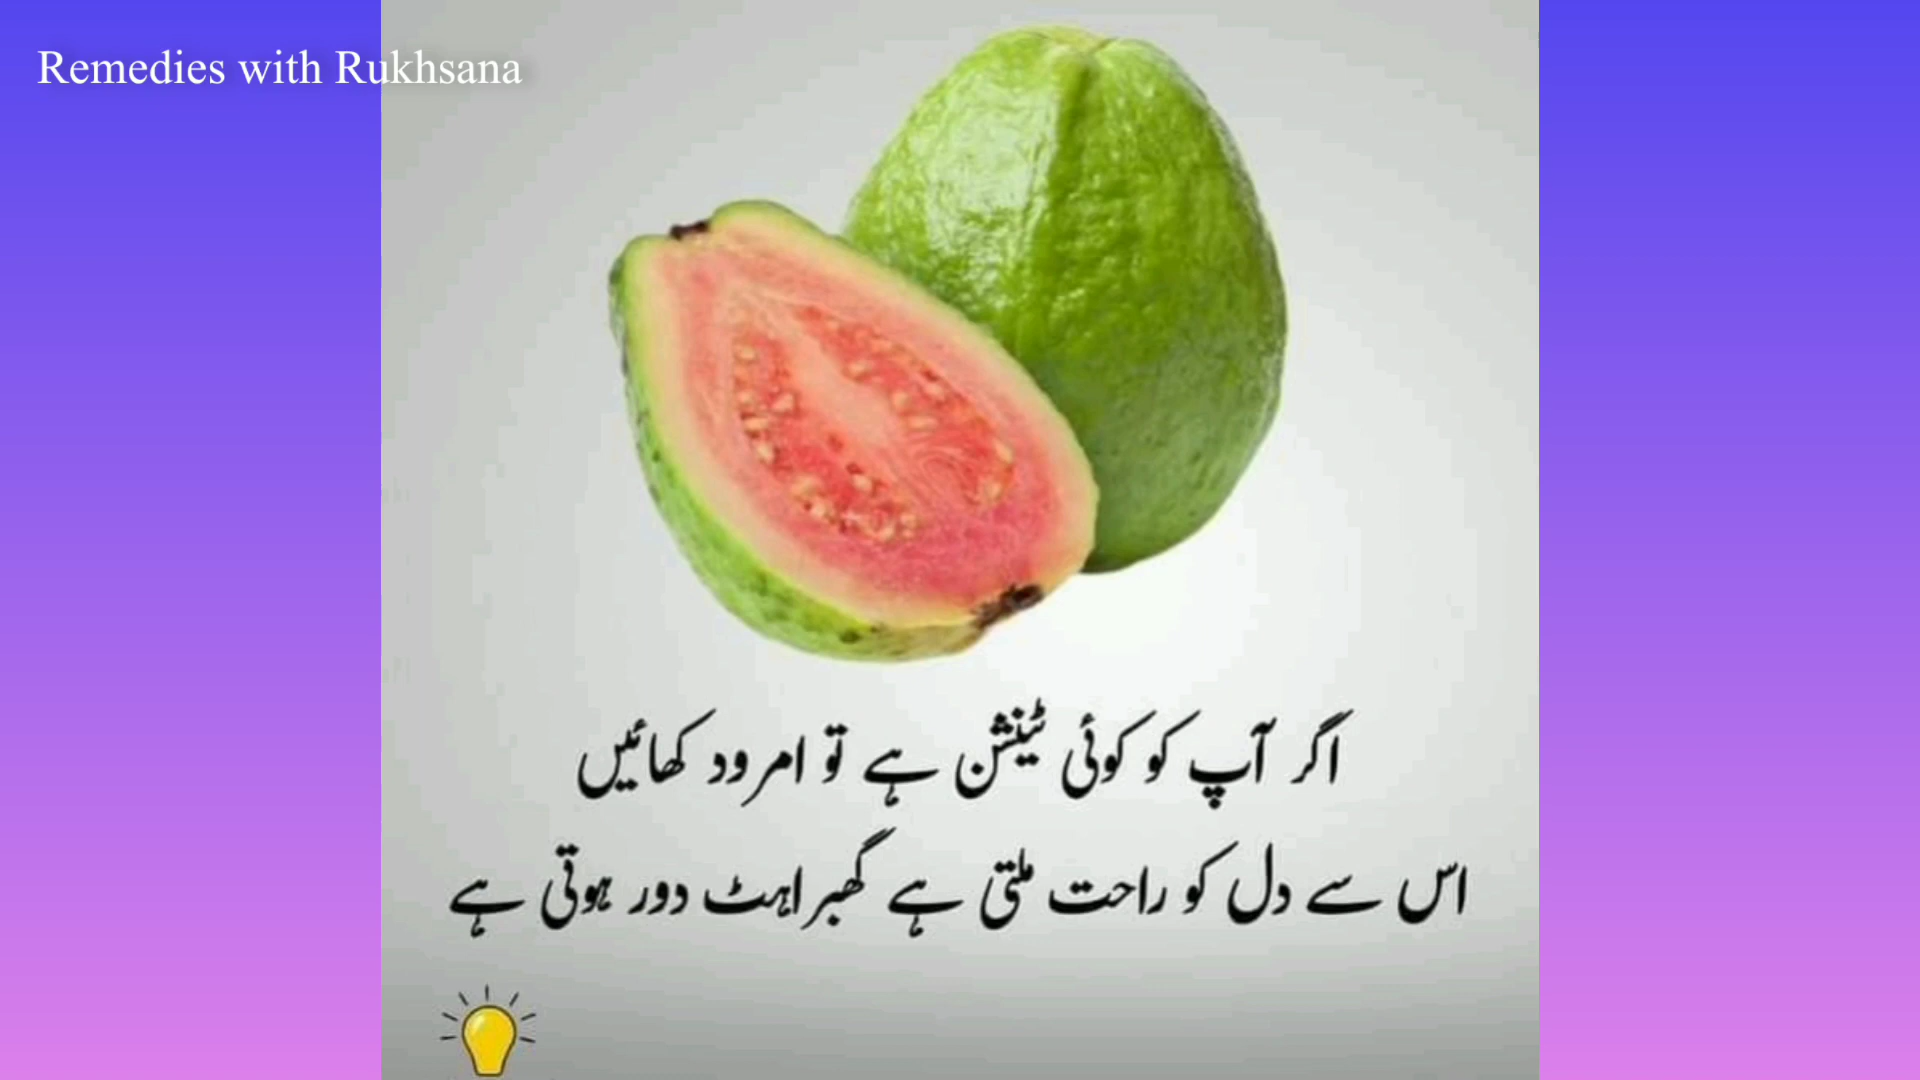 Remedies with Rukhsana
اگر آپ کو کوئی ٹینشن ہے تو امرود کھائیں
اس سے دل کو راحت ملتی ہے گھبراہٹ دور ہوتی ہے